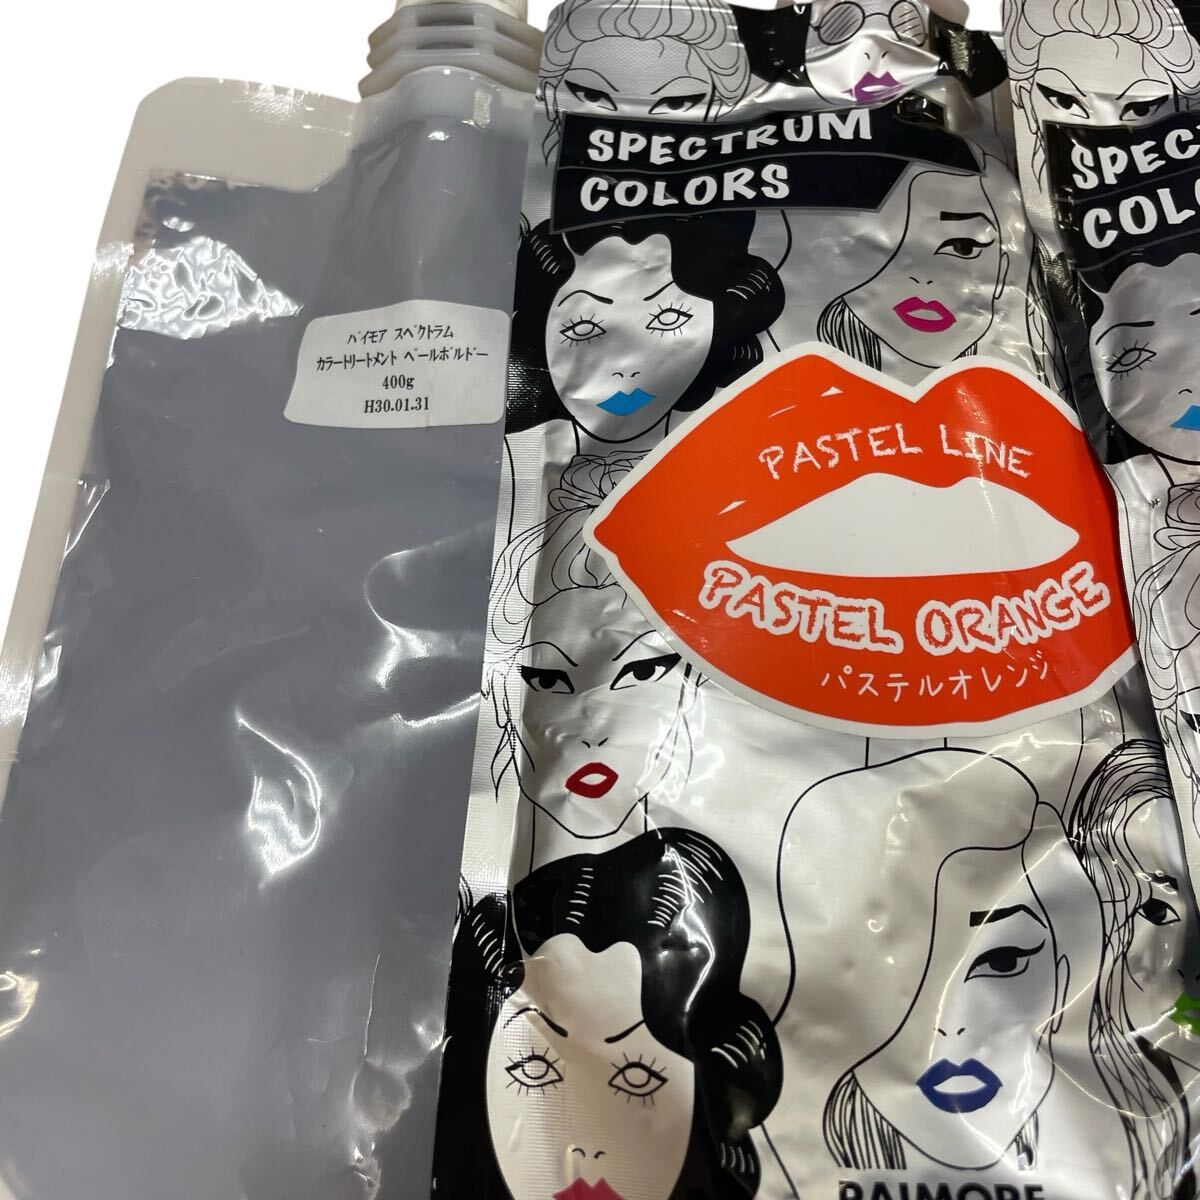 ﾊﾟｲﾓｱ ｽﾍﾟｸﾄﾗﾑ
ｶﾗｰﾄﾘｰﾄﾒﾝﾄ ﾍﾟｰﾙﾎﾞﾙﾄﾞｰ
400g
H30.01.31
SPECTRUM
COLORS
PASTEL LINE
PASTEL ORANGE
パステルオレンジ
SPEC
COL